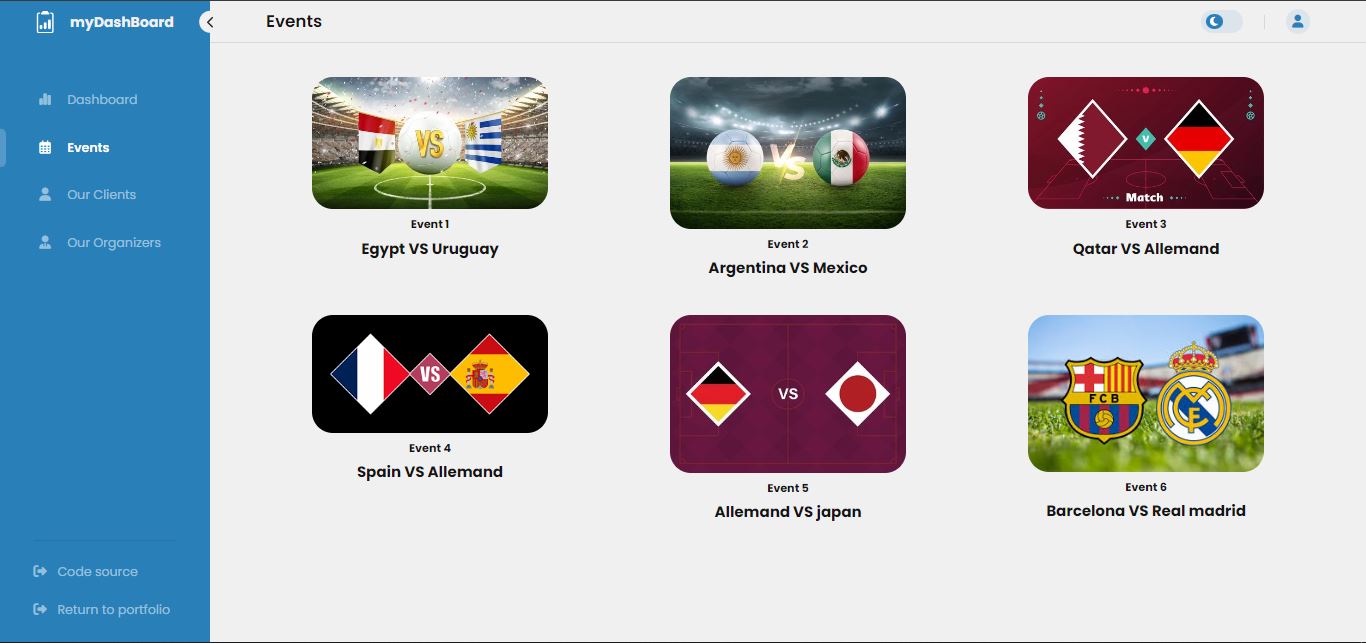 myDashBoard
Events
Dashboard
Events
Our Clients
Our Organizers
Code source
Return to portfolio
VS
Event 1
Egypt VS Uruguay
VS
Event 2
Argentina VS Mexico
V
Match
Event 3
Qatar VS Allemand
VS
Event 4
Spain VS Allemand
VS
Event 5
Allemand VS japan
FCB
Event 6
Barcelona VS Real madrid